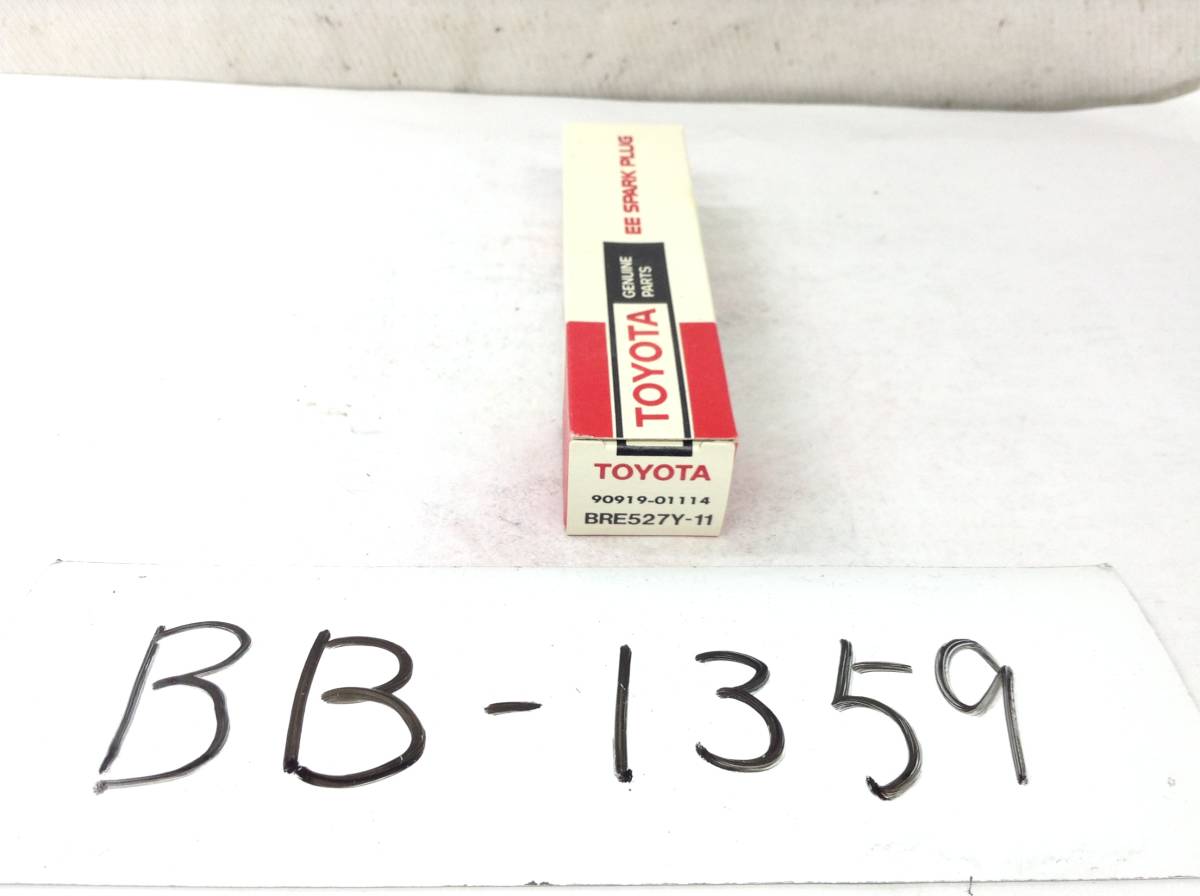 EE SPARK PLUG
GENUINE
PARTS
TOYOTA
TOYOTA
90919-01114
BRE527Y-11
BB-1359